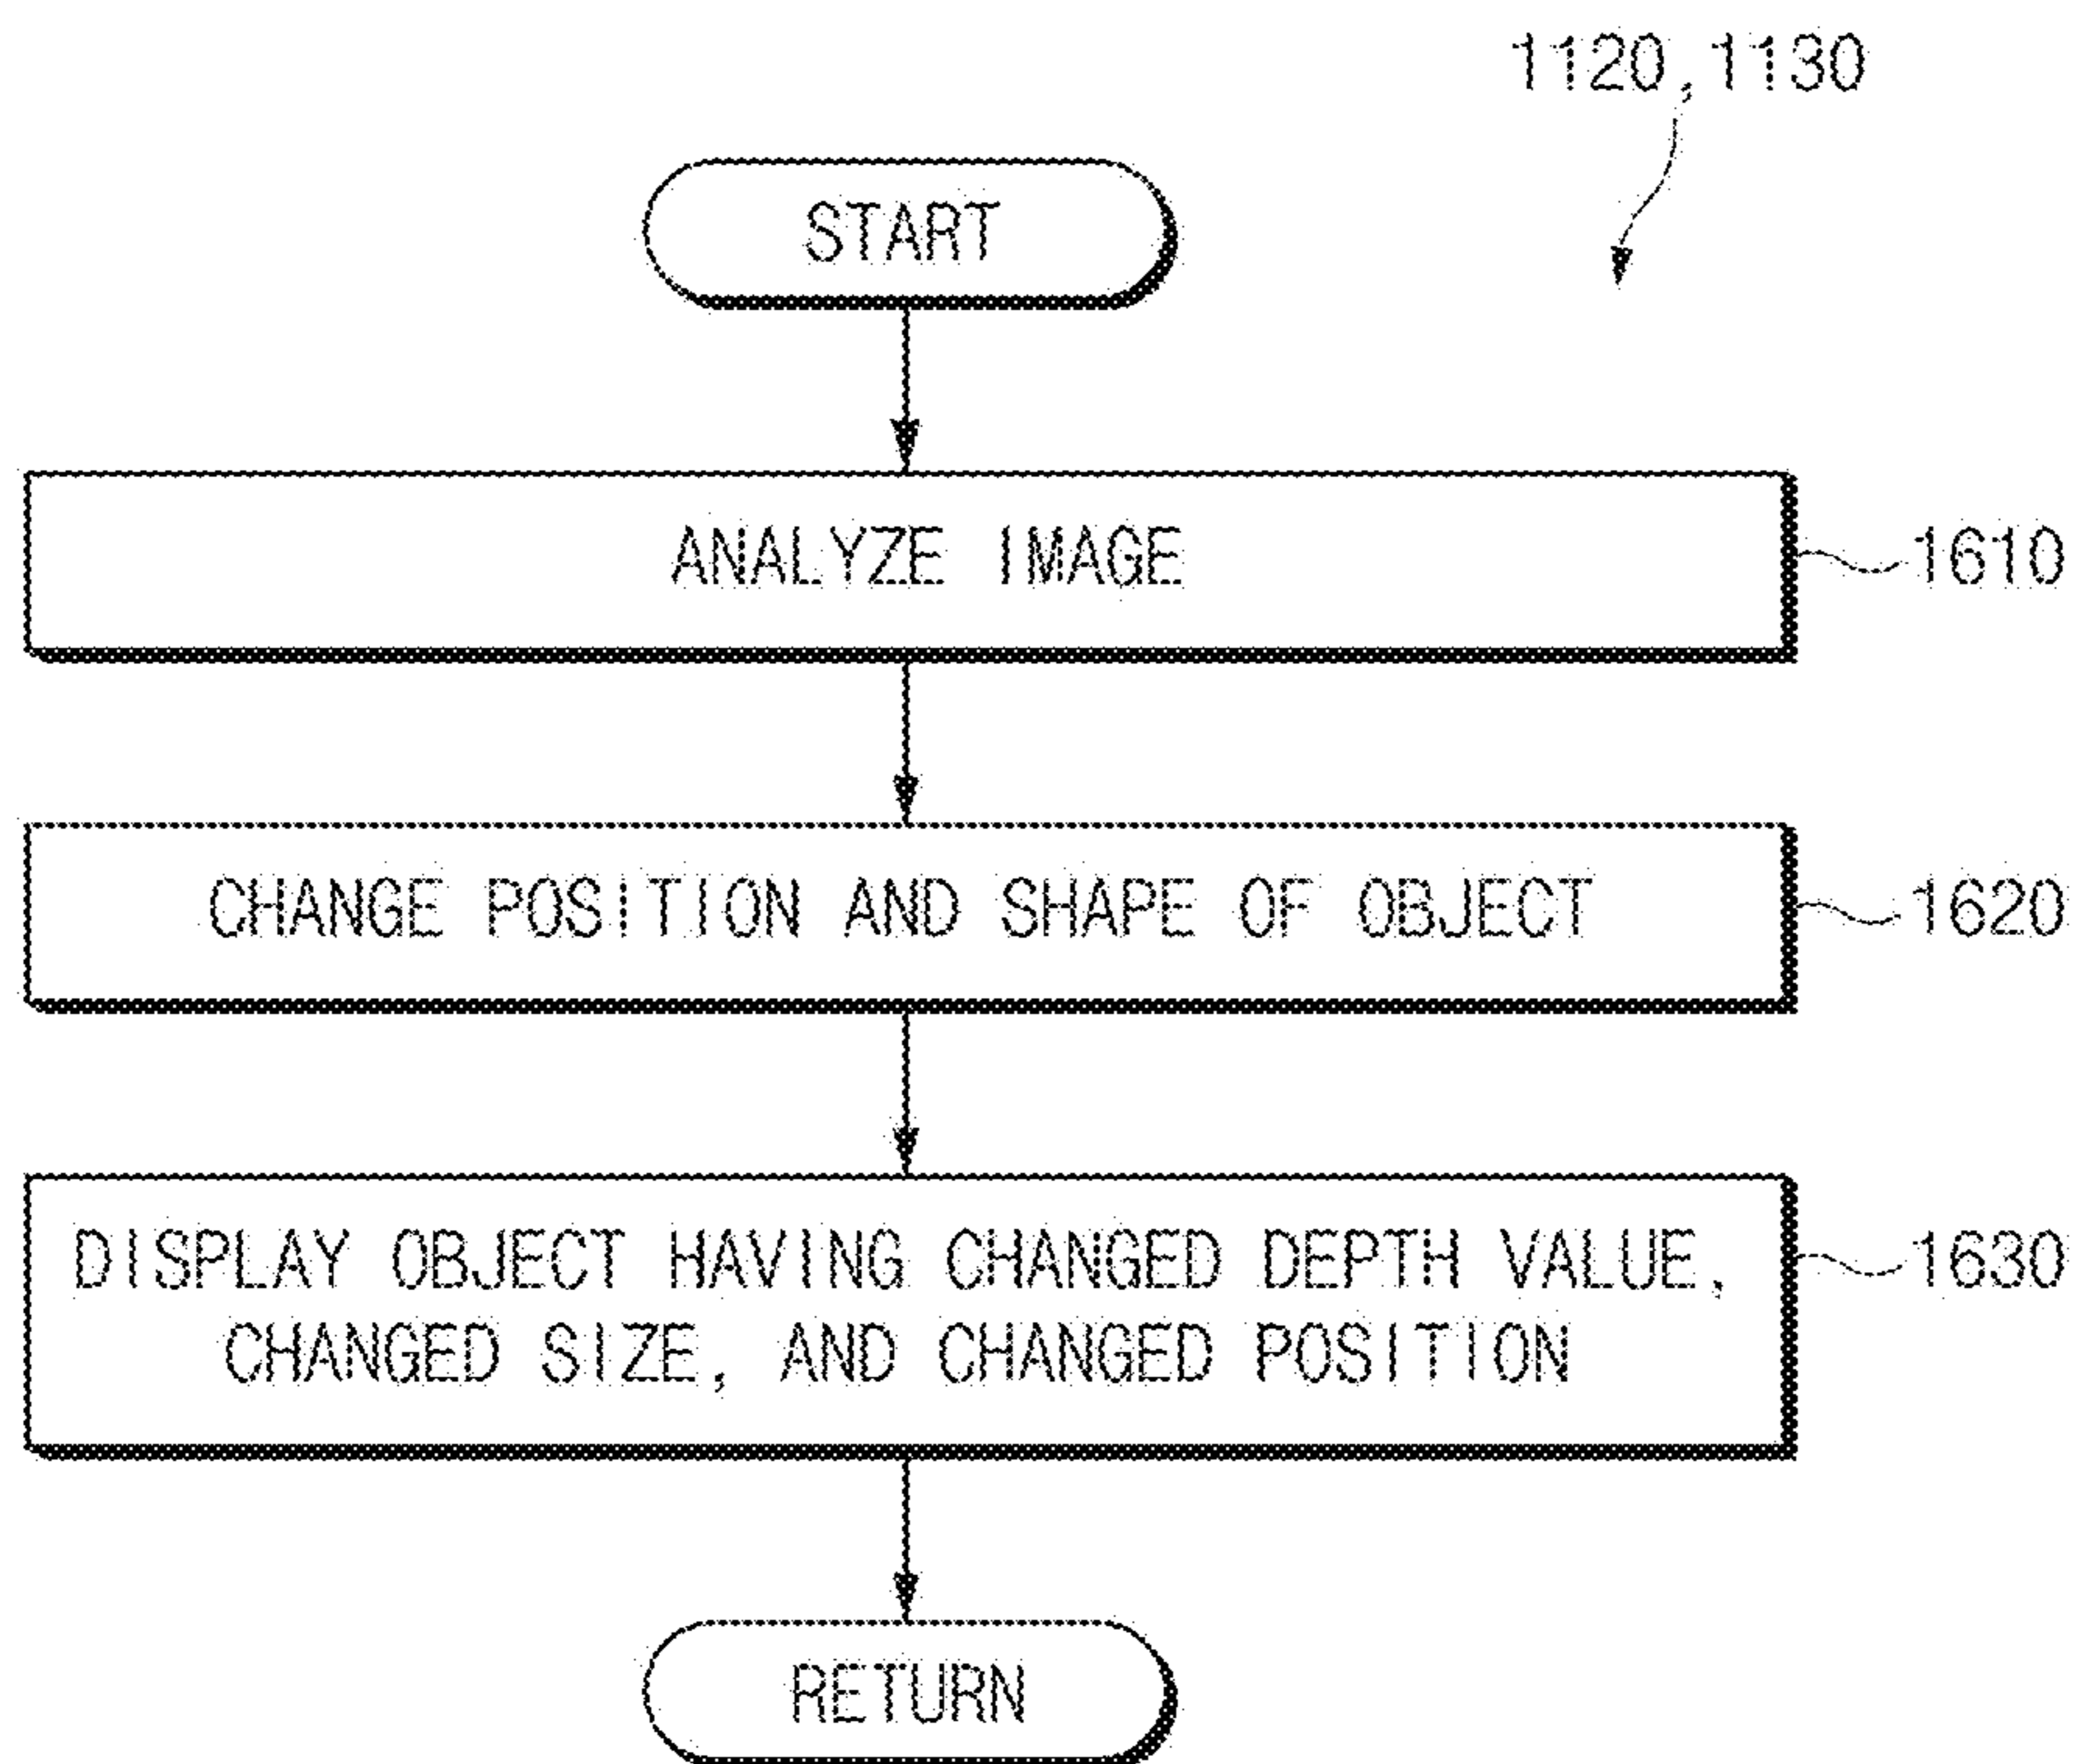 1120,1130
START
ANALYZE IMAGE
1610
CHANGE POSITION AND SHAPE OF OBJECT
1620
DISPLAY OBJECT HAVING CHANGED DEPTH VALUE,
CHANGED SIZE, AND CHANGED POSITION
1630
RETURN